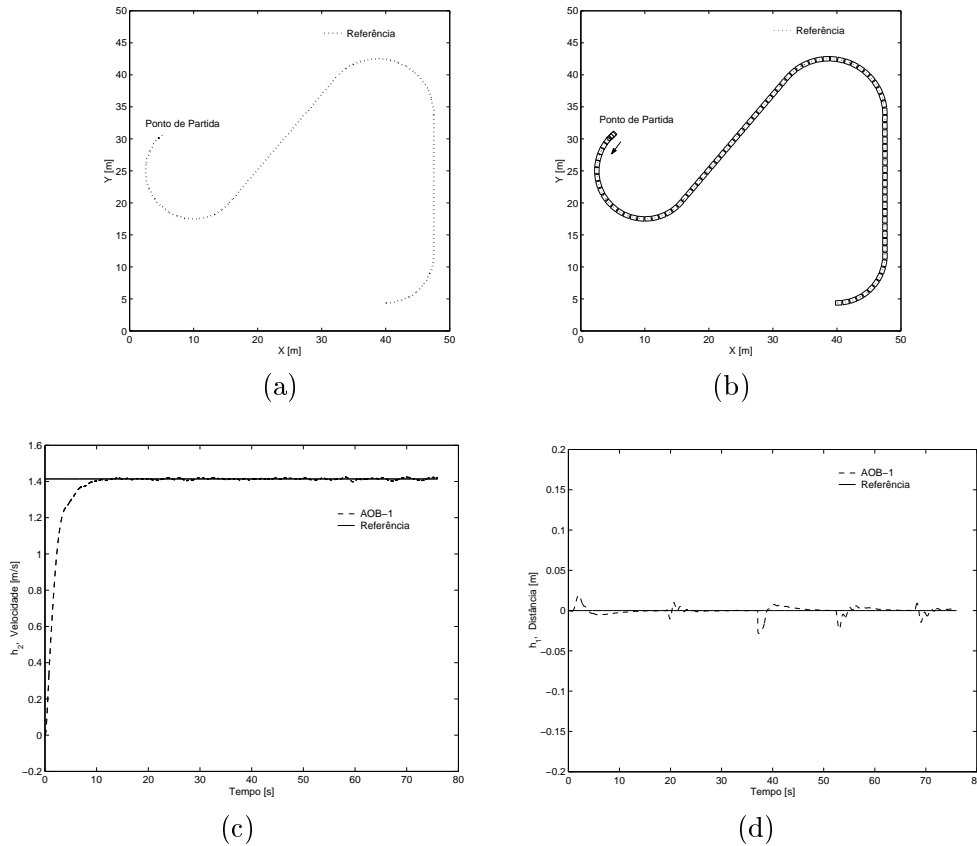 50
45
40
35
30
25
20
15
10
5
0
Y [m]
Referência
Ponto de Partida
0 10 20 30 40 50
X [m]
(a)
50
45
40
35
30
25
20
15
10
5
0
Y [m]
Referência
Ponto de Partida
0 10 20 30 40 50
X [m]
(b)
1.6
1.4
1.2
1
0.8
0.6
0.4
0.2
0
−0.2
h2, Velocidade [m/s]
AOB−1
Referência
0 10 20 30 40 50 60 70 80
Tempo [s]
(c)
0.2
0.15
0.1
0.05
0
−0.05
−0.1
−0.15
−0.2
h1, Distância [m]
AOB−1
Referência
0 10 20 30 40 50 60 70 80
Tempo [s]
(d)